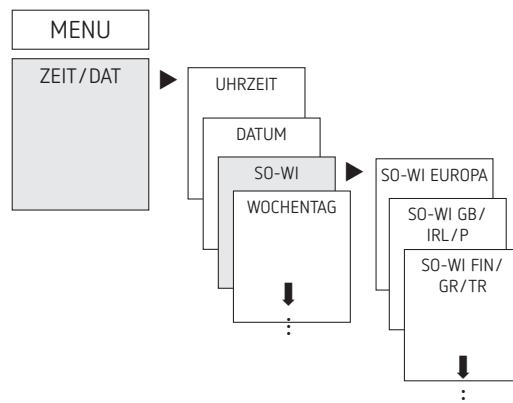 MENU
ZEIT/DAT
UHRZEIT
DATUM
SO-WI
WOCHENTAG
SO-WI EUROPA
SO-WI GB/
IRL/P
SO-WI FIN/
GR/TR